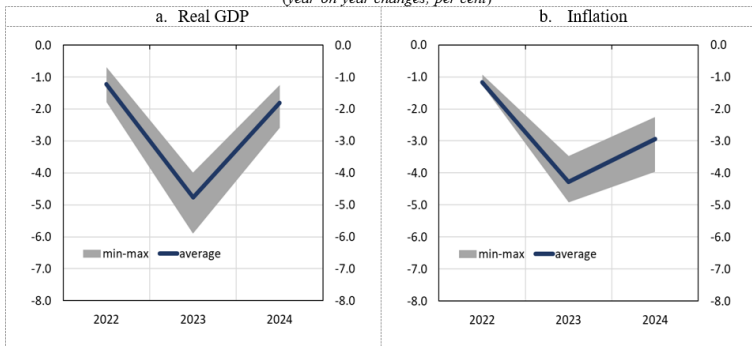 (year on year changes, per cent)
a. Real GDP
0.0 0.0
-1.0 -1.0
-2.0 -2.0
-3.0 -3.0
-4.0 -4.0
-5.0 -5.0
-6.0 -6.0
min-max average
-7.0 -7.0
-8.0 -8.0
2022 2023 2024
b. Inflation
0.0 0.0
-1.0 -1.0
-2.0 -2.0
-3.0 -3.0
-4.0 -4.0
-5.0 -5.0
-6.0 -6.0
min-max average
-7.0 -7.0
-8.0 -8.0
2022 2023 2024